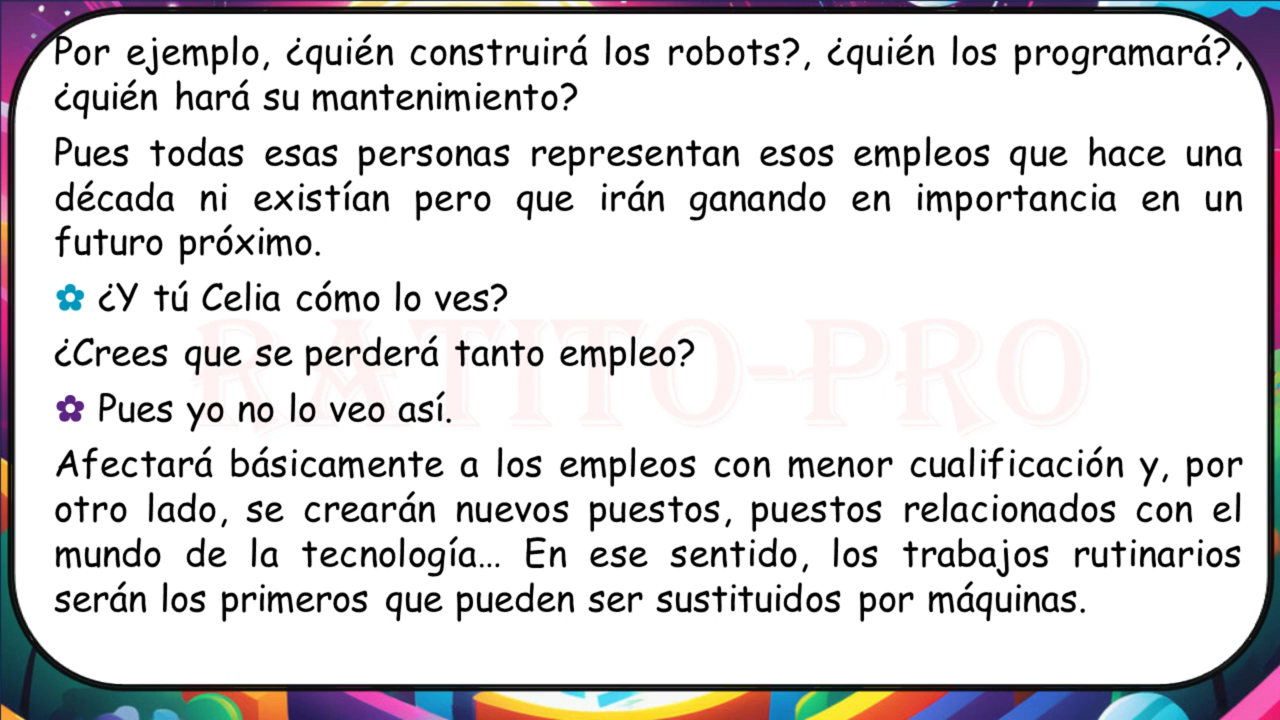 Por ejemplo, ¿quién construirá los robots?, ¿quién los programará?,
¿quién hará su mantenimiento?
Pues todas esas personas representan esos empleos que hace una
década ni existían pero que irán ganando en importancia en un
futuro próximo.
✿ ¿Y tú Celia cómo lo ves?
¿Crees que se perderá tanto empleo?
✿ Pues yo no lo veo así.
Afectará básicamente a los empleos con menor cualificación y, por
otro lado, se crearán nuevos puestos, puestos relacionados con el
mundo de la tecnología... En ese sentido, los trabajos rutinarios
serán los primeros que pueden ser sustituidos por máquinas.
RATITO-PRO